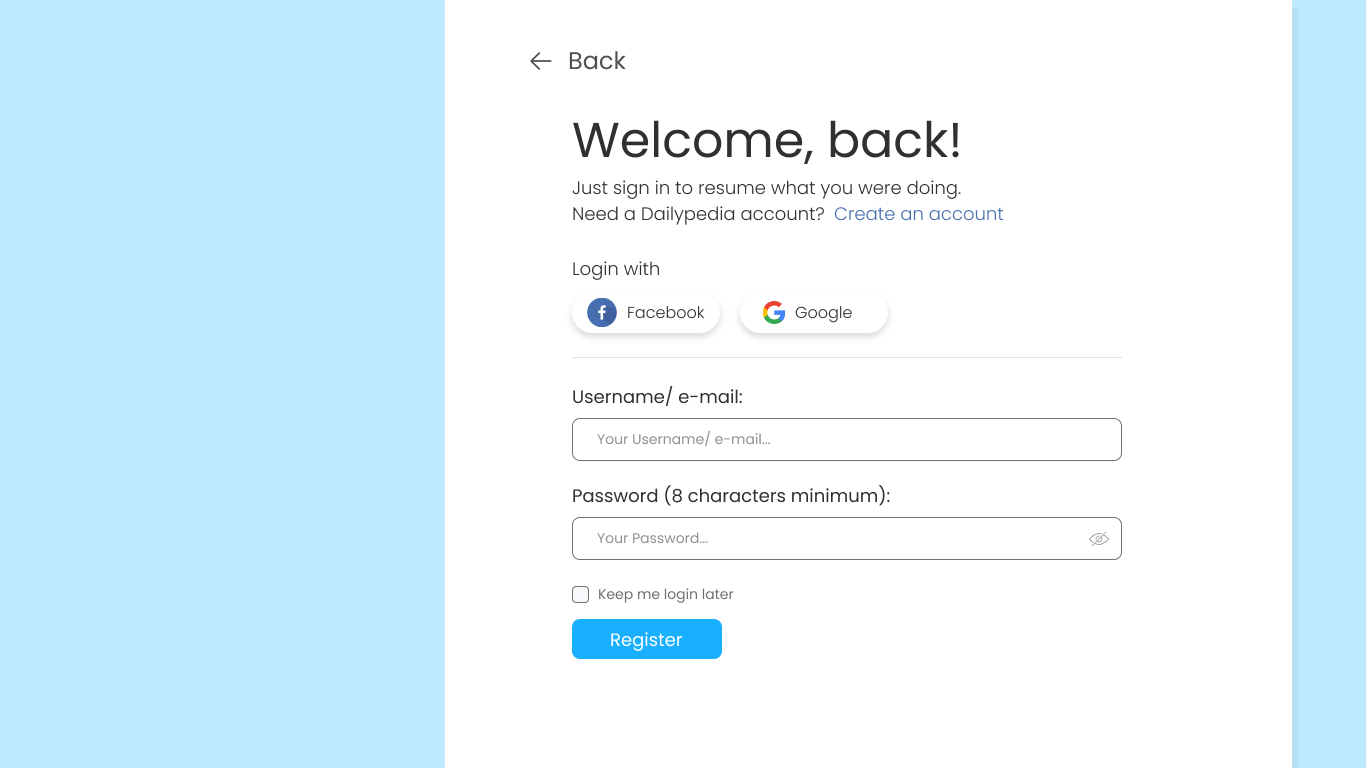 Back
Welcome, back!
Just sign in to resume what you were doing.
Need a Dailypedia account? Create an account
Login with
Facebook Google
Username/ e-mail:
Your Username/ e-mail...
Password (8 characters minimum):
Your Password...
Keep me login later
Register